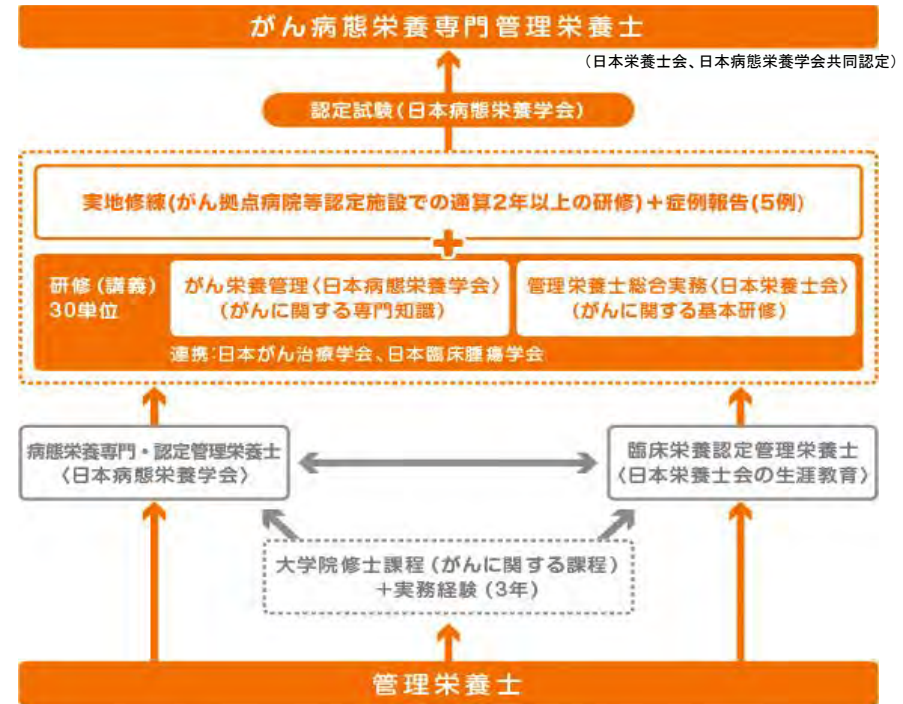 がん病態栄養専門管理栄養士
（日本栄養士会、日本病態栄養学会共同認定）
認定試験(日本病態栄養学会)
実地修練(がん拠点病院等認定施設での通算2年以上の研修)＋症例報告(5例)
+
研修(講義)
30単位
がん栄養管理〈日本病態栄養学会〉
(がんに関する専門知識)
管理栄養士総合実務〈日本栄養士会〉
(がんに関する基本研修)
連携:日本がん治療学会、日本臨床腫瘍学会
病態栄養専門・認定管理栄養士
〈日本病態栄養学会〉
臨床栄養認定管理栄養士
〈日本栄養士会の生涯教育〉
大学院修士課程(がんに関する課程)
＋実務経験(3年)
管理栄養士